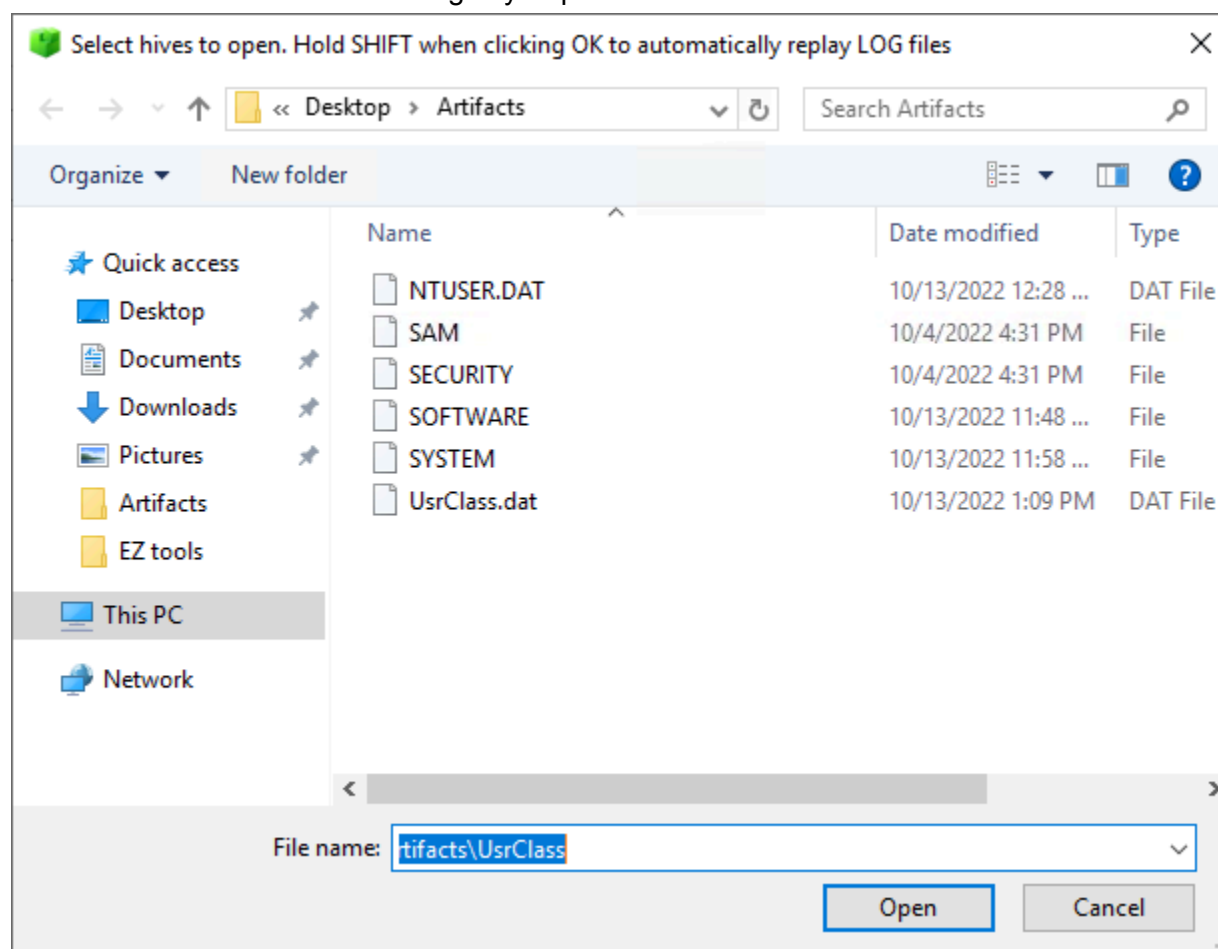 Select hives to open. Hold SHIFT when clicking OK to automatically replay LOG files
« Desktop › Artifacts
Search Artifacts
Organize
New folder
Name
Date modified
Type
Quick access
Desktop
Documents
Downloads
Pictures
Artifacts
EZ tools
This PC
Network
NTUSER.DAT 10/13/2022 12:28 ... DAT File
SAM 10/4/2022 4:31 PM File
SECURITY 10/4/2022 4:31 PM File
SOFTWARE 10/13/2022 11:48 ... File
SYSTEM 10/13/2022 11:58 ... File
UsrClass.dat 10/13/2022 1:09 PM DAT File
File name: rtifacts\UsrClass
Open
Cancel